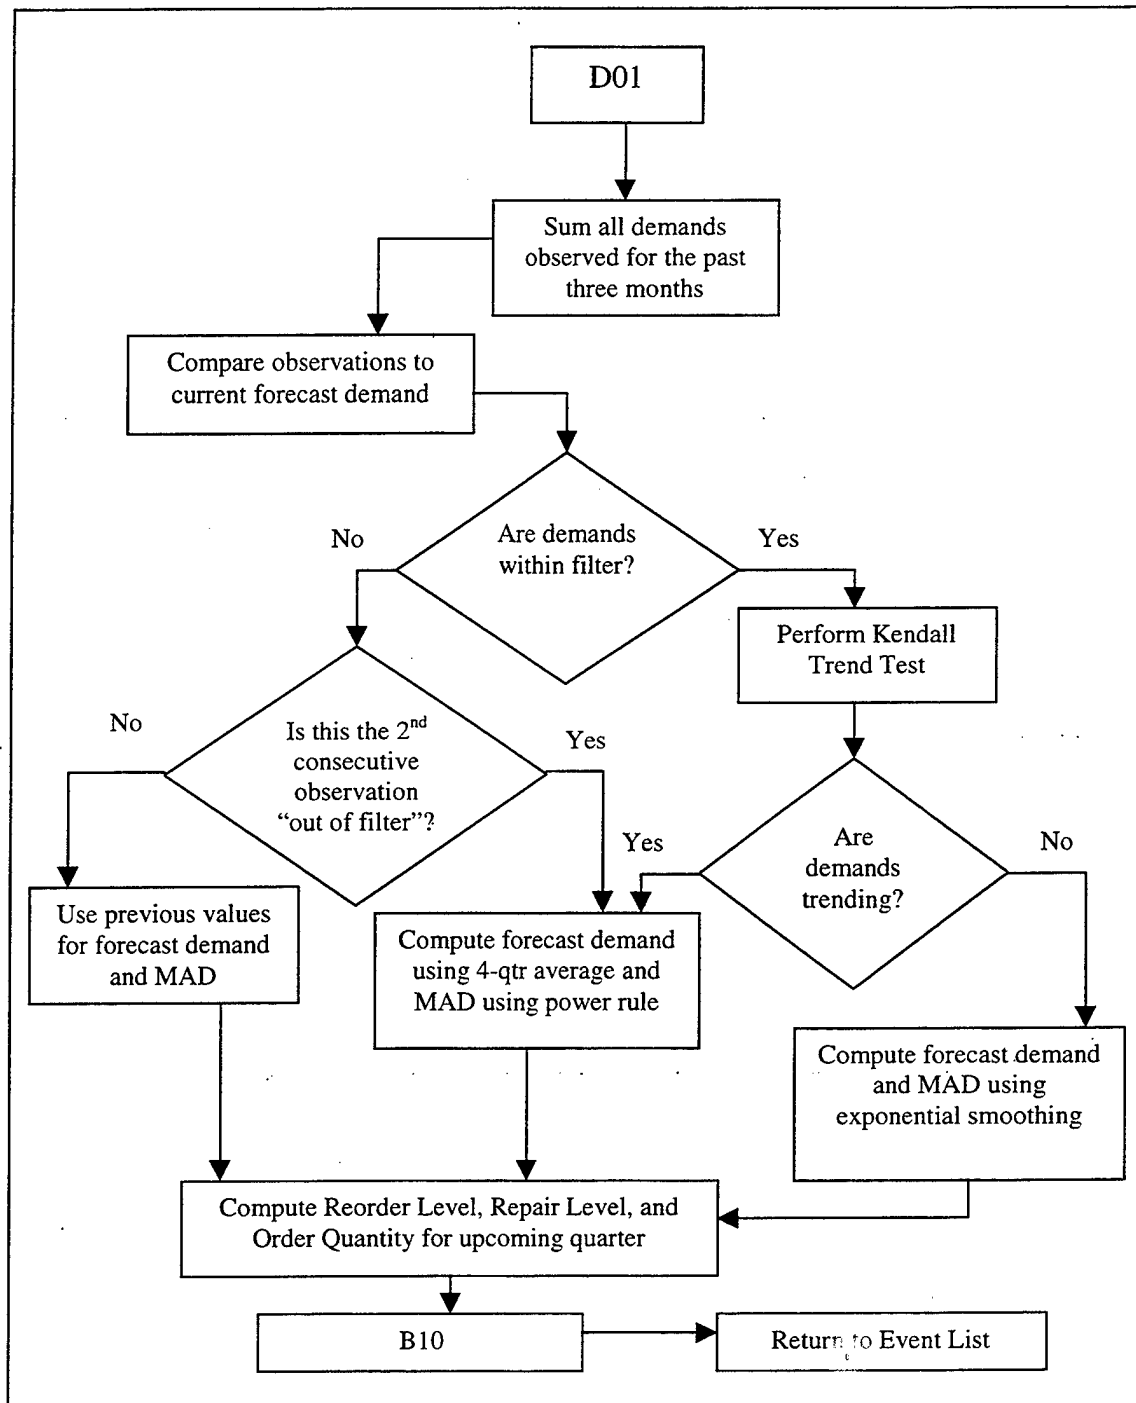 D01
Sum all demands
observed for the past
three months
Compare observations to
current forecast demand
Are demands
within filter?
No
Yes
Perform Kendall
Trend Test
Is this the 2nd
consecutive
observation
“out of filter”?
No
Yes
Are
demands
trending?
Yes
No
Use previous values
for forecast demand
and MAD
Compute forecast demand
using 4-qtr average and
MAD using power rule
Compute forecast demand
and MAD using
exponential smoothing
Compute Reorder Level, Repair Level, and
Order Quantity for upcoming quarter
B10
Return to Event List